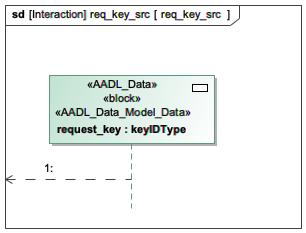 sd [Interaction] req_key_src [ req_key_src ]
«AADL_Data»
«block»
«AADL_Data_Model_Data»
request_key : keyIDType
1: